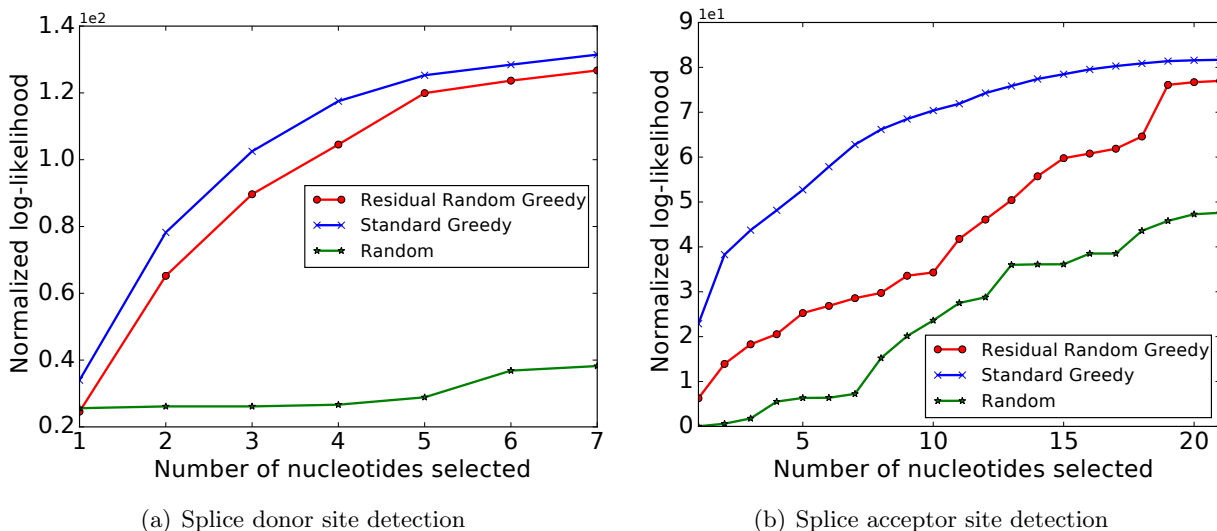 1e2
1.4
1.2
1.0
0.8
0.6
0.4
0.2
Normalized log-likelihood
Residual Random Greedy
Standard Greedy
Random
1 2 3 4 5 6 7
Number of nucleotides selected
(a) Splice donor site detection
1e1
9
8
7
6
5
4
3
2
1
0
Normalized log-likelihood
Residual Random Greedy
Standard Greedy
Random
5 10 15 20
Number of nucleotides selected
(b) Splice acceptor site detection